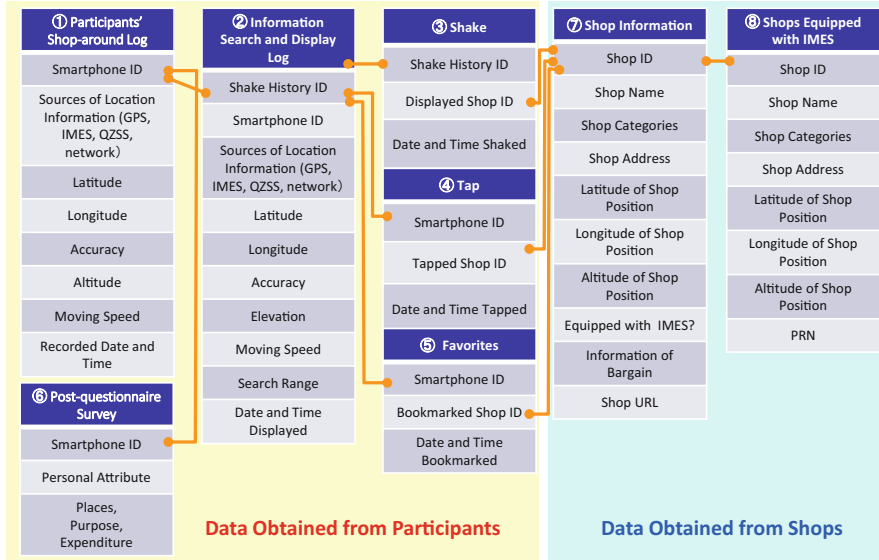 ① Participants'
Shop-around Log
Smartphone ID
Sources of Location
Information (GPS,
IMES, QZSS,
network）
Latitude
Longitude
Accuracy
Altitude
Moving Speed
Recorded Date and
Time
⑥ Post-questionnaire
Survey
Smartphone ID
Personal Attribute
Places,
Purpose,
Expenditure
② Information
Search and Display
Log
Shake History ID
Smartphone ID
Sources of Location
Information (GPS,
IMES, QZSS, network）
Latitude
Longitude
Accuracy
Elevation
Moving Speed
Search Range
Date and Time
Displayed
③ Shake
Shake History ID
Displayed Shop ID
Date and Time Shaked
④ Tap
Smartphone ID
Tapped Shop ID
Date and Time Tapped
⑤ Favorites
Smartphone ID
Bookmarked Shop ID
Date and Time
Bookmarked
Data Obtained from Participants
⑦ Shop Information
Shop ID
Shop Name
Shop Categories
Shop Address
Latitude of Shop
Position
Longitude of Shop
Position
Altitude of Shop
Position
Equipped with IMES?
Information of
Bargain
Shop URL
⑧ Shops Equipped
with IMES
Shop ID
Shop Name
Shop Categories
Shop Address
Latitude of Shop
Position
Longitude of Shop
Position
Altitude of Shop
Position
PRN
Data Obtained from Shops